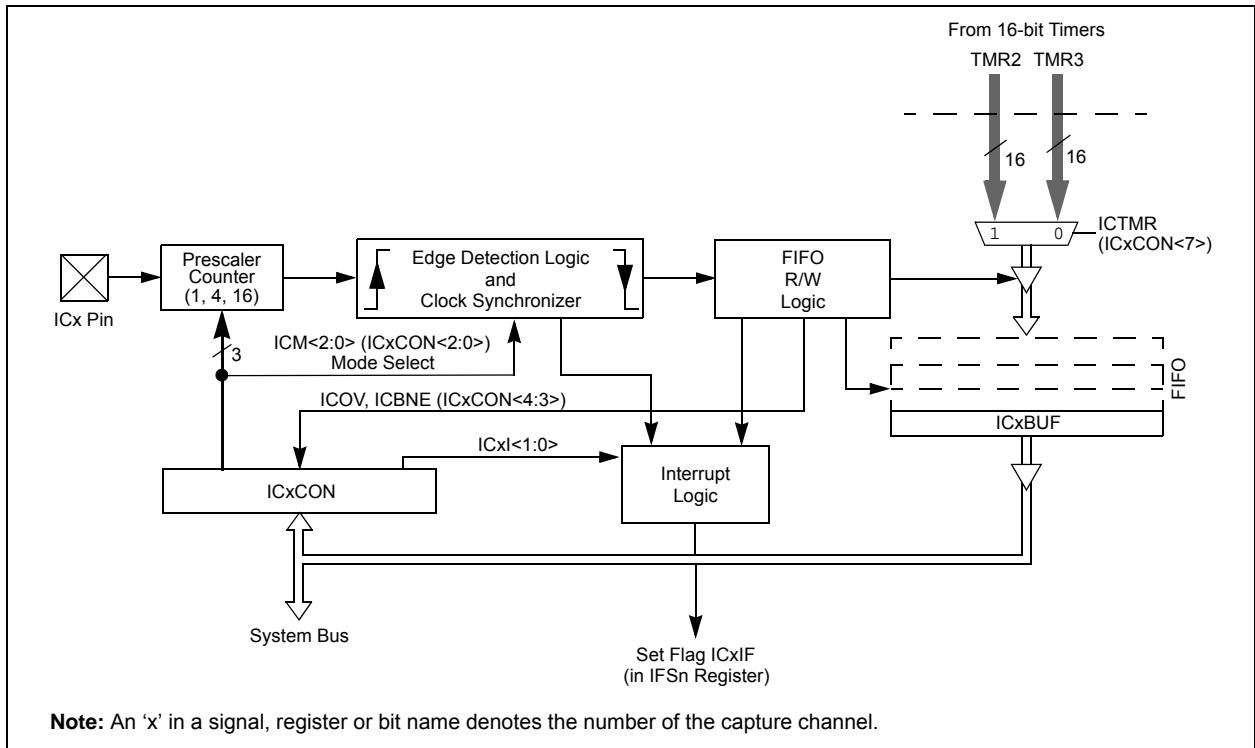 From 16-bit Timers
TMR2 TMR3
16 16
1 0
ICTMR
(ICxCON<7>)
ICx Pin
Prescaler
Counter
(1, 4, 16)
Edge Detection Logic
and
Clock Synchronizer
FIFO
R/W
Logic
3
ICM<2:0> (ICxCON<2:0>)
Mode Select
FIFO
ICOV, ICBNE (ICxCON<4:3>)
ICxBUF
ICxI<1:0>
ICxCON
Interrupt
Logic
System Bus
Set Flag ICxIF
(in IFSn Register)
Note: An ‘x’ in a signal, register or bit name denotes the number of the capture channel.